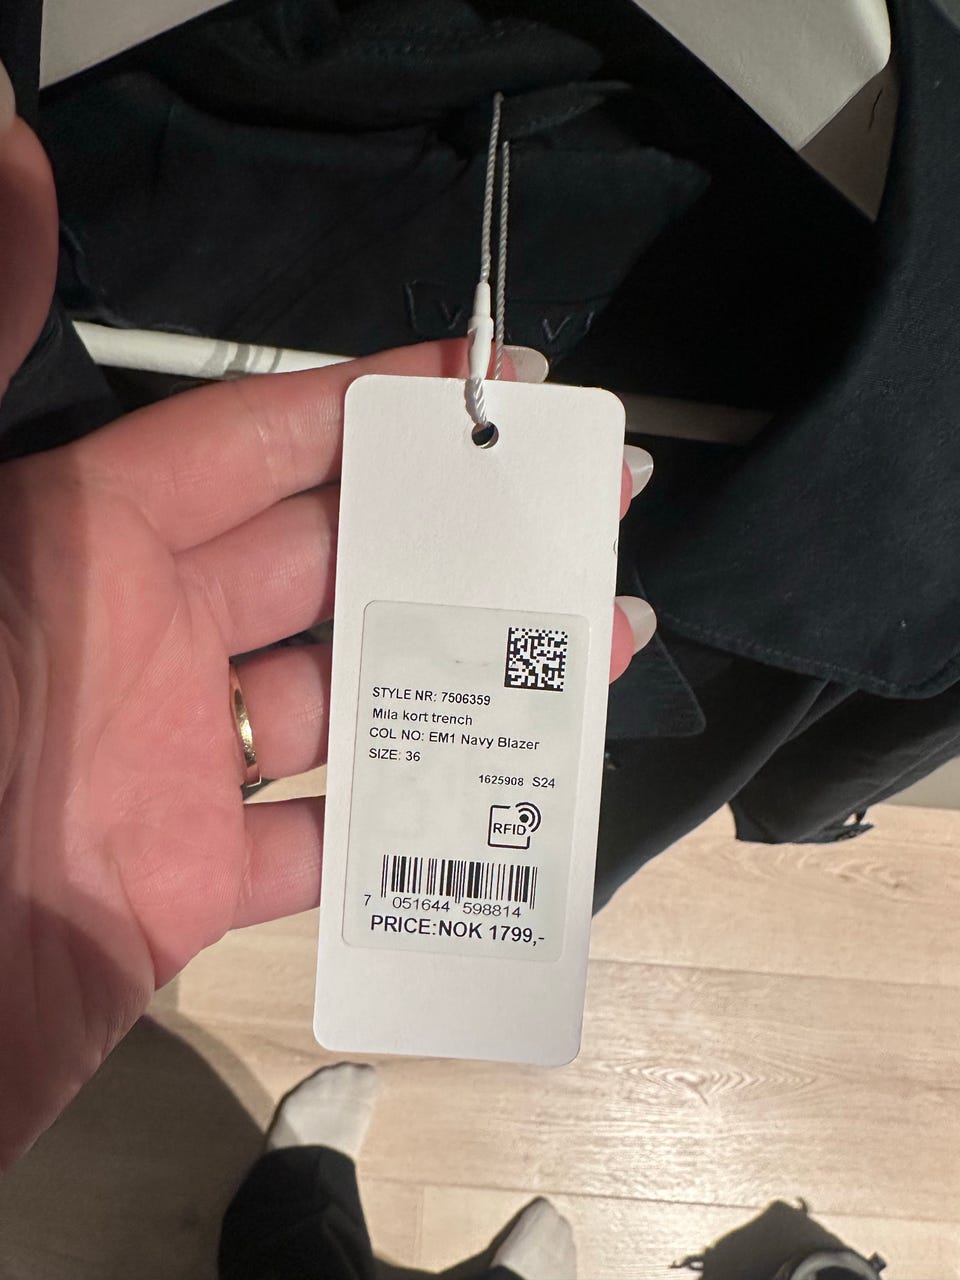 STYLE NR: 7506359
Mila kort trench
COL NO: EM1 Navy Blazer
SIZE: 36
1625908 S24
RFID
7 051644 598814
PRICE:NOK 1799,-